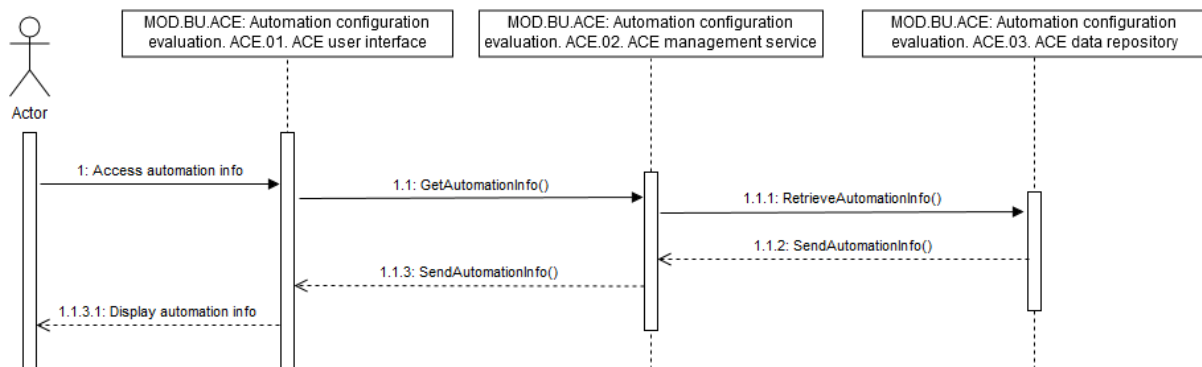 MOD.BU.ACE: Automation configuration
evaluation. ACE.01. ACE user interface
MOD.BU.ACE: Automation configuration
evaluation. ACE.02. ACE management service
MOD.BU.ACE: Automation configuration
evaluation. ACE.03. ACE data repository
Actor
1: Access automation info
1.1: GetAutomationInfo()
1.1.1: RetrieveAutomationInfo()
1.1.2: SendAutomationInfo()
1.1.3: SendAutomationInfo()
1.1.3.1: Display automation info